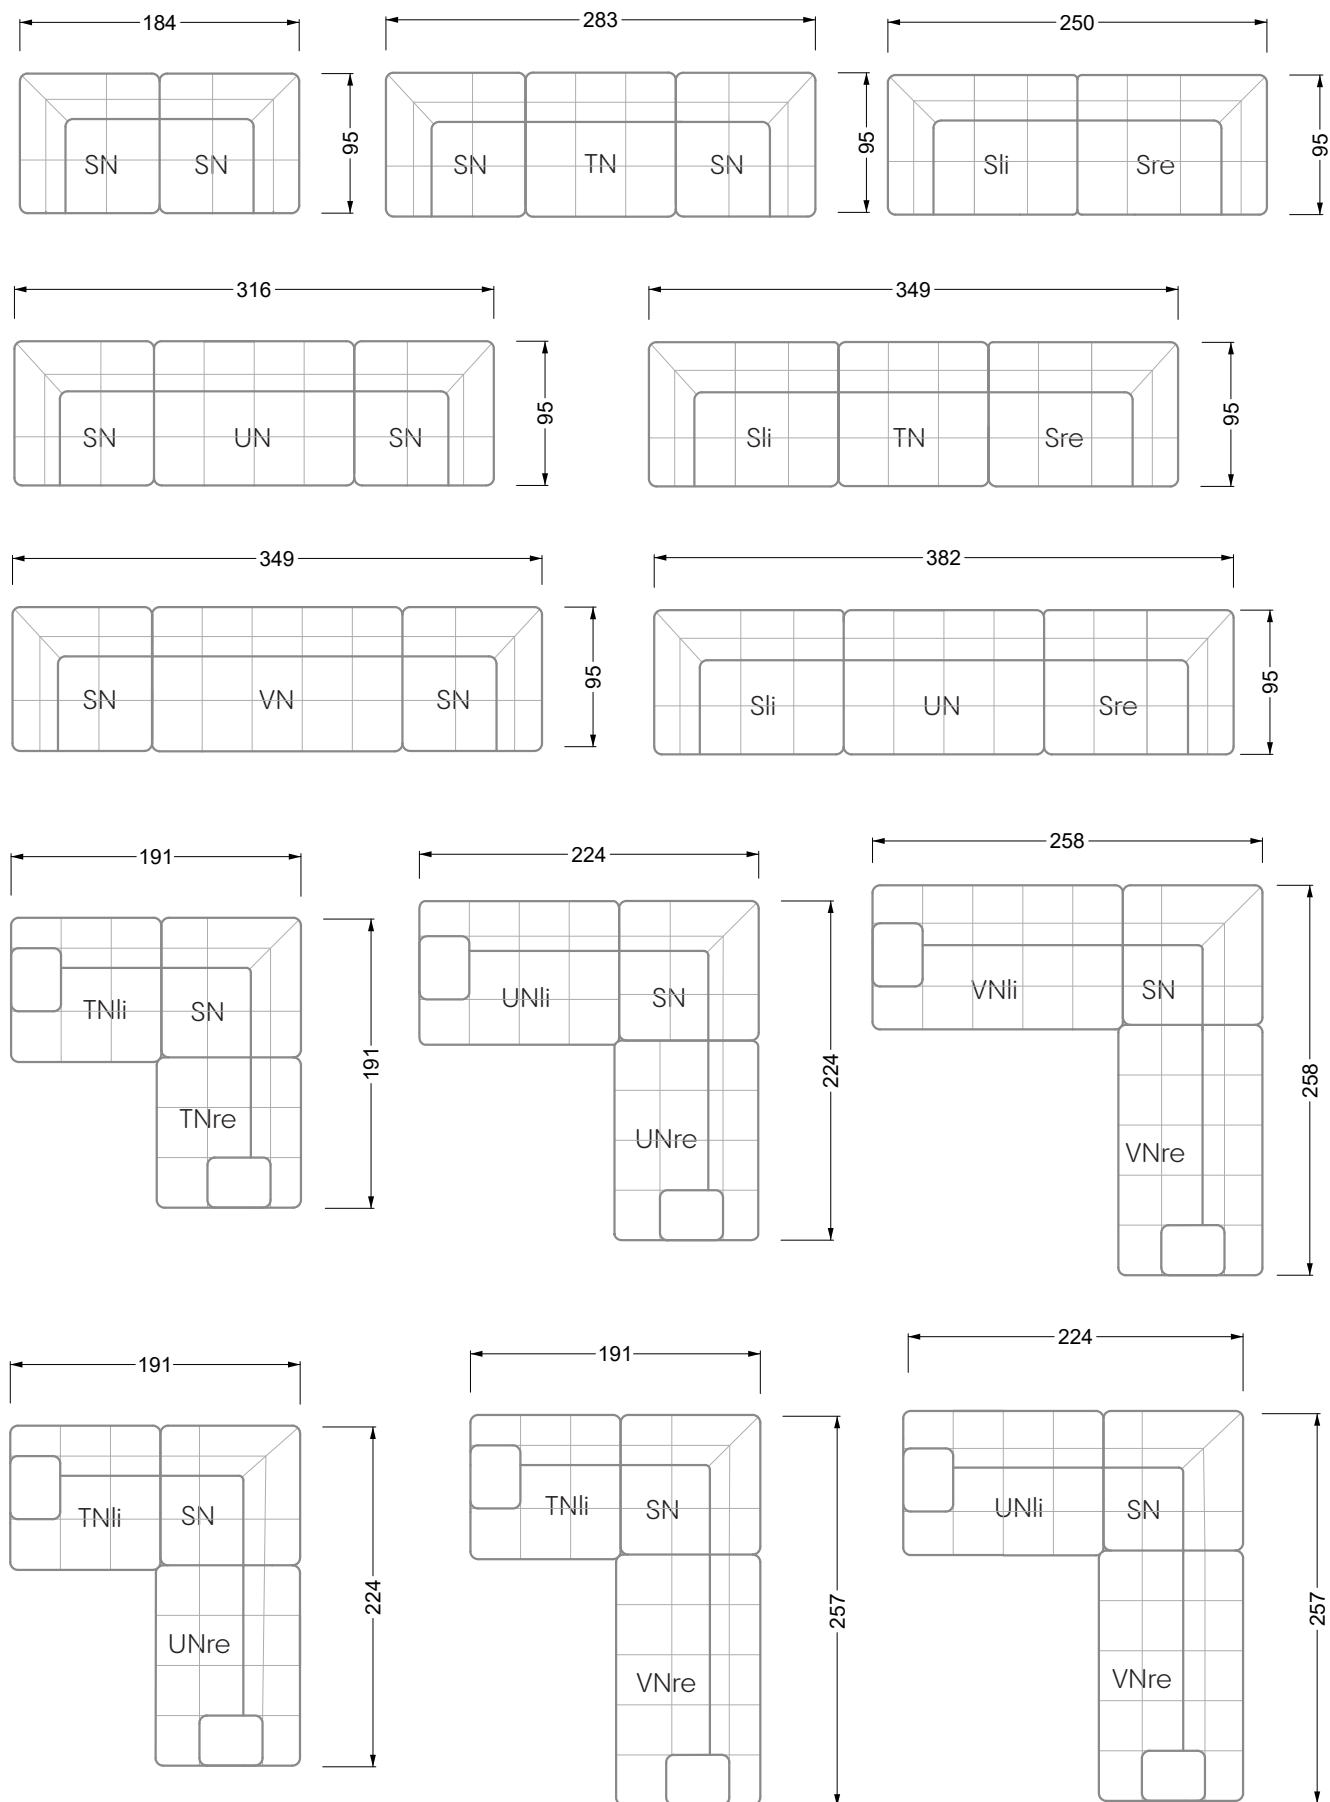 184
283
250
95
95
95
SN SN
SN TN SN
Sli Sre
316
349
95
95
SN UN SN
Sli TN Sre
349
382
95
95
SN VN SN
Sli UN Sre
191
224
258
TNli SN
TNre
191
UNli SN
UNre
224
VNli SN
VNre
258
191
191
224
TNli SN
UNre
224
TNli SN
VNre
257
UNli SN
VNre
257